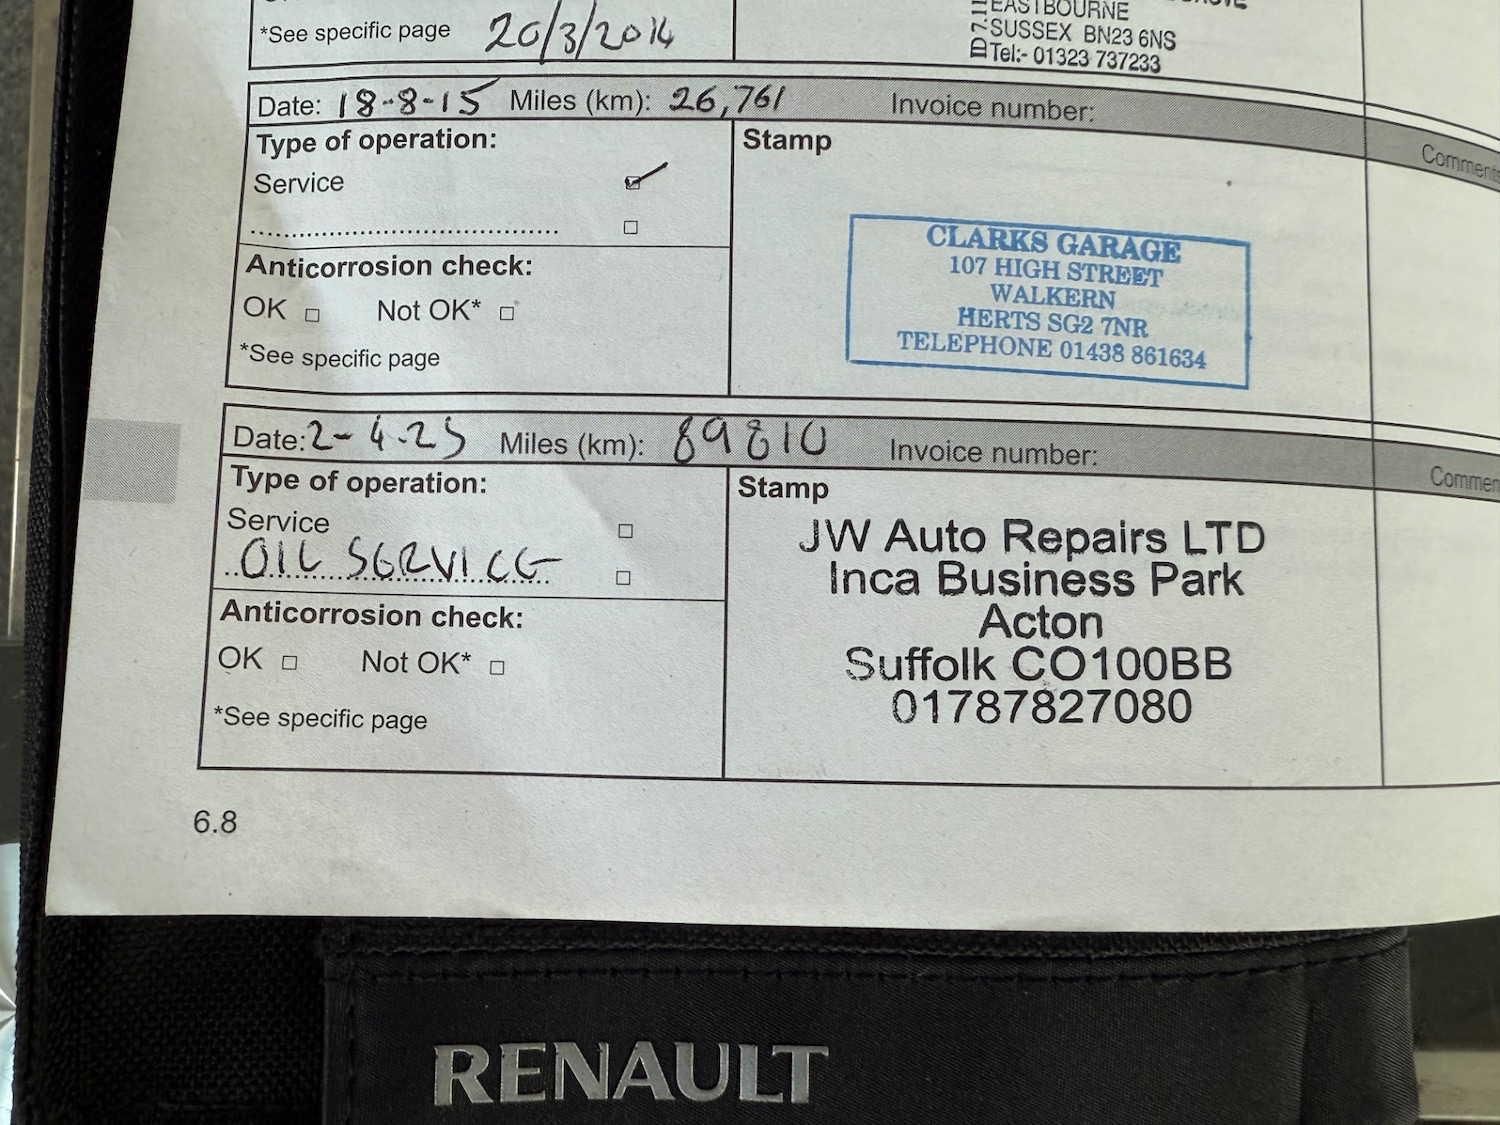 *See specific page 20/3/2014
EASTBOURNE
SUSSEX BN23 6NS
Tel:- 01323 737233
Date: 18-8-15 Miles (km): 26,761 Invoice number:
Comments
Type of operation:
Service
Anticorrosion check:
OK Not OK*
*See specific page
Stamp
CLARKS GARAGE
107 HIGH STREET
WALKERN
HERTS SG2 7NR
TELEPHONE 01438 861634
Date: 2-4-25 Miles (km): 89810 Invoice number:
Commen
Type of operation:
Service
OIL SERVICE
Anticorrosion check:
OK Not OK*
*See specific page
Stamp
JW Auto Repairs LTD
Inca Business Park
Acton
Suffolk CO100BB
01787827080
6.8
RENAULT